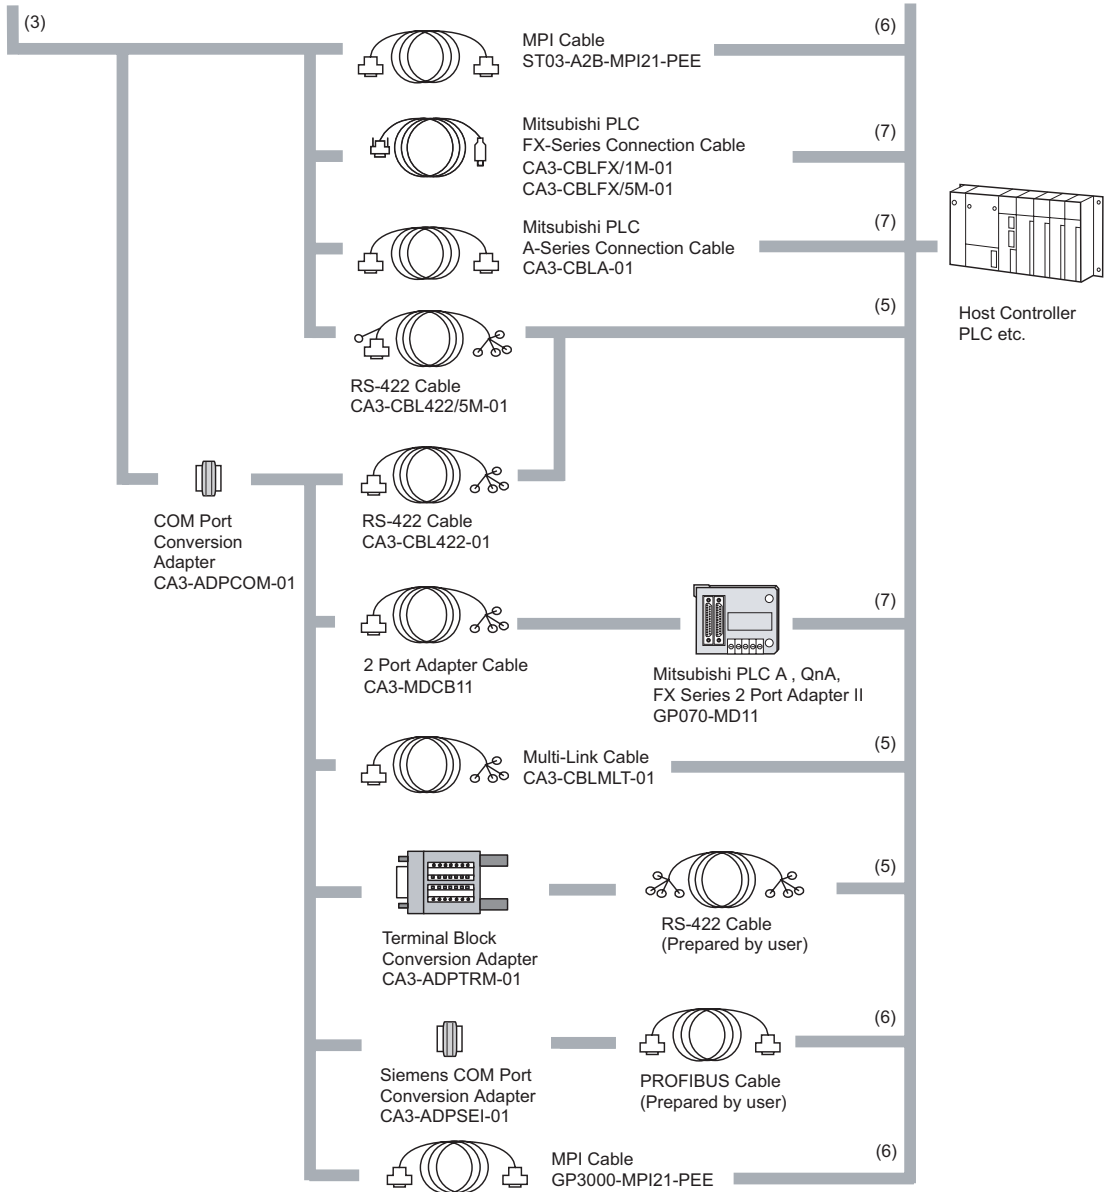 (3)
(6)
MPI Cable
ST03-A2B-MPI21-PEE
Mitsubishi PLC
FX-Series Connection Cable
CA3-CBLFX/1M-01
CA3-CBLFX/5M-01
(7)
Mitsubishi PLC
A-Series Connection Cable
CA3-CBLA-01
(7)
Host Controller
PLC etc.
(5)
RS-422 Cable
CA3-CBL422/5M-01
COM Port
Conversion
Adapter
CA3-ADPCOM-01
RS-422 Cable
CA3-CBL422-01
2 Port Adapter Cable
CA3-MDCB11
(7)
Mitsubishi PLC A , QnA,
FX Series 2 Port Adapter II
GP070-MD11
Multi-Link Cable
CA3-CBLMLT-01
(5)
Terminal Block
Conversion Adapter
CA3-ADPTRM-01
RS-422 Cable
(Prepared by user)
(5)
Siemens COM Port
Conversion Adapter
CA3-ADPSEI-01
PROFIBUS Cable
(Prepared by user)
(6)
MPI Cable
GP3000-MPI21-PEE
(6)